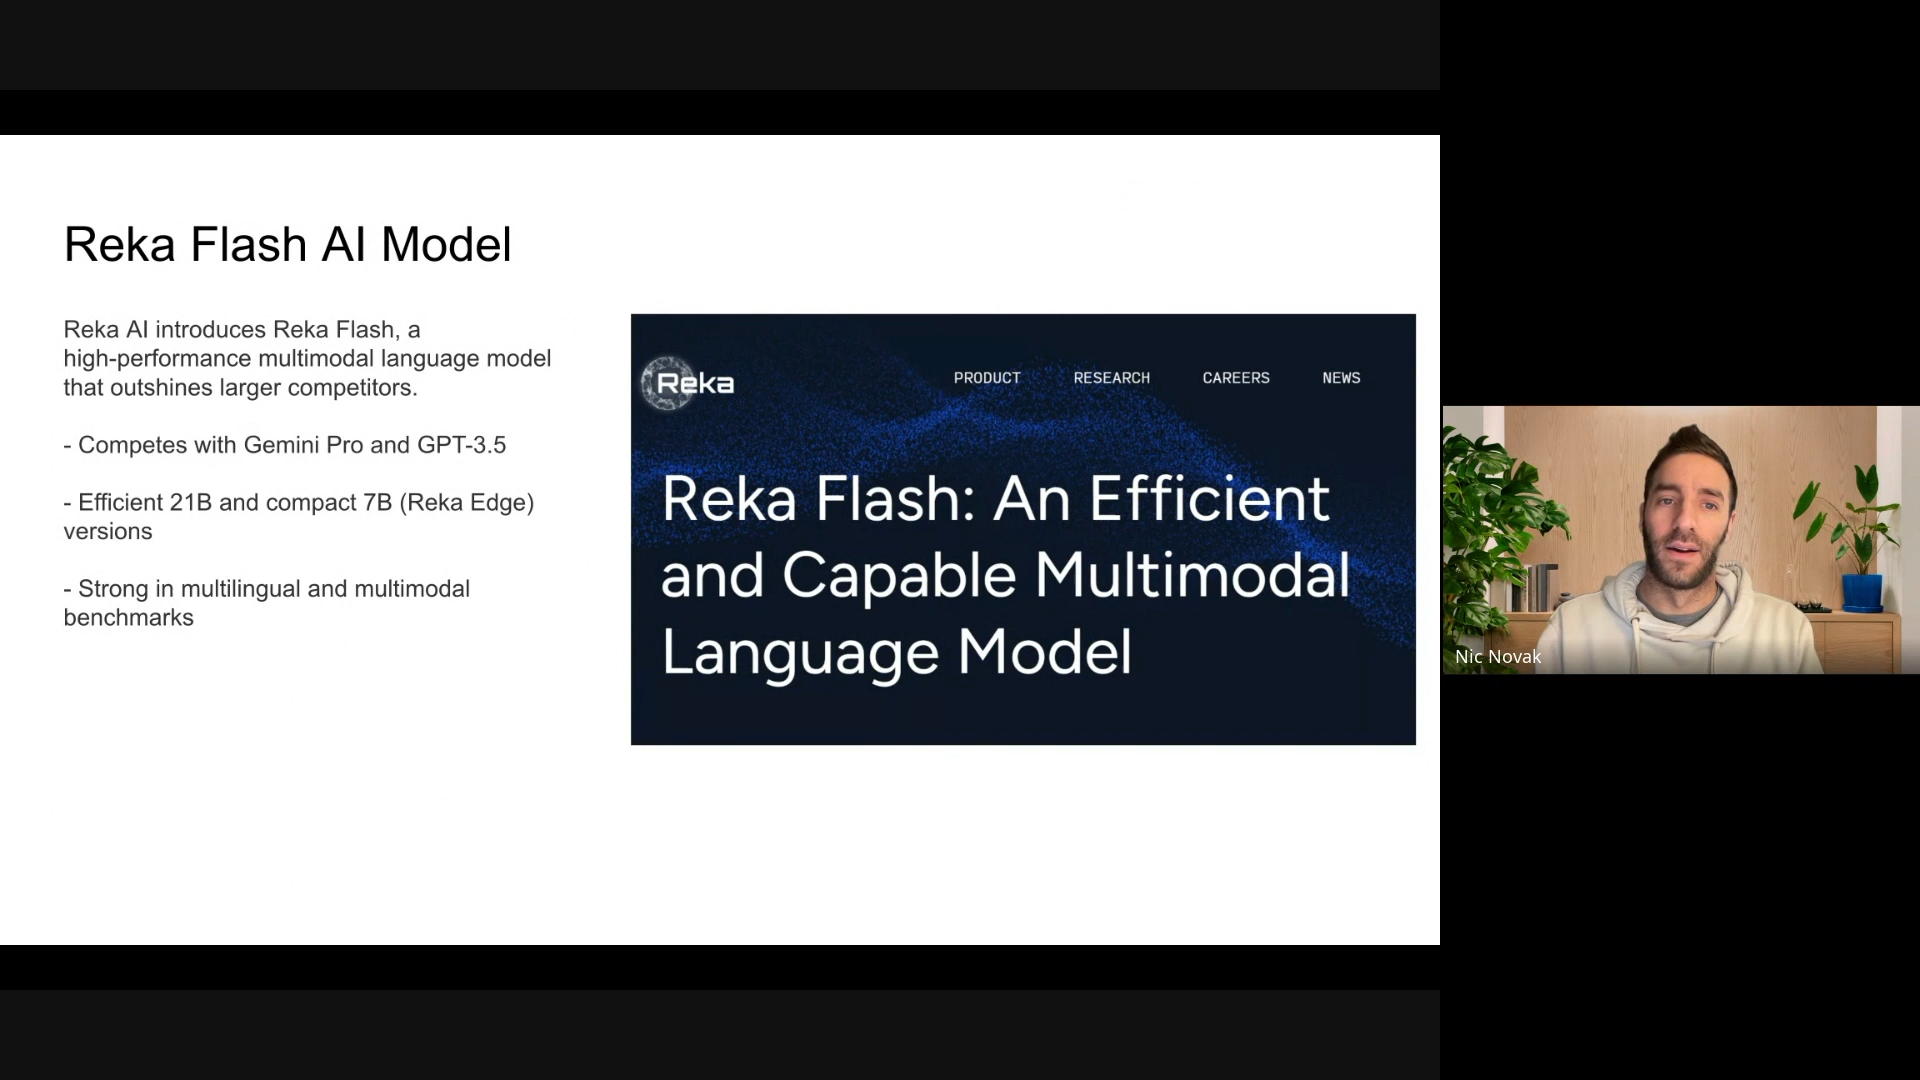 Reka Flash AI Model
Reka AI introduces Reka Flash, a
high-performance multimodal language model
that outshines larger competitors.
- Competes with Gemini Pro and GPT-3.5
- Efficient 21B and compact 7B (Reka Edge)
versions
- Strong in multilingual and multimodal
benchmarks
Reka
PRODUCT RESEARCH CAREERS NEWS
Reka Flash: An Efficient
and Capable Multimodal
Language Model
Nic Novak